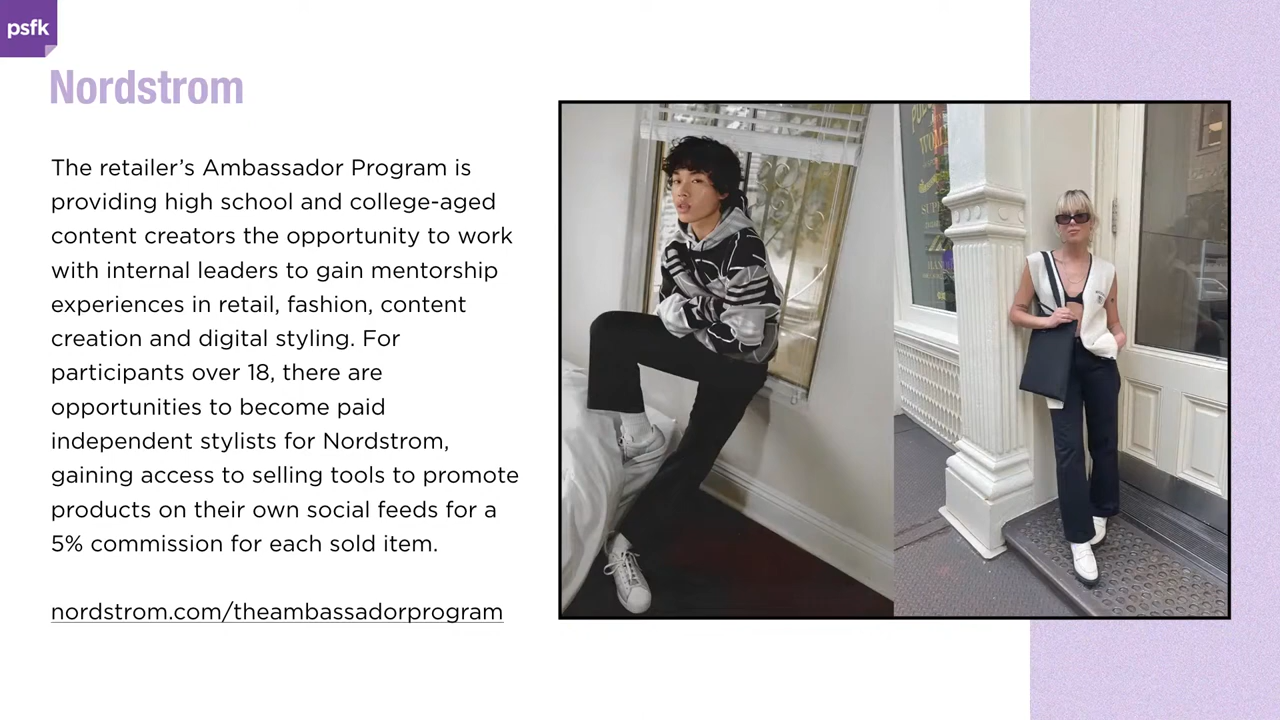 psfk
Nordstrom
The retailer’s Ambassador Program is
providing high school and college-aged
content creators the opportunity to work
with internal leaders to gain mentorship
experiences in retail, fashion, content
creation and digital styling. For
participants over 18, there are
opportunities to become paid
independent stylists for Nordstrom,
gaining access to selling tools to promote
products on their own social feeds for a
5% commission for each sold item.
nordstrom.com/theambassadorprogram